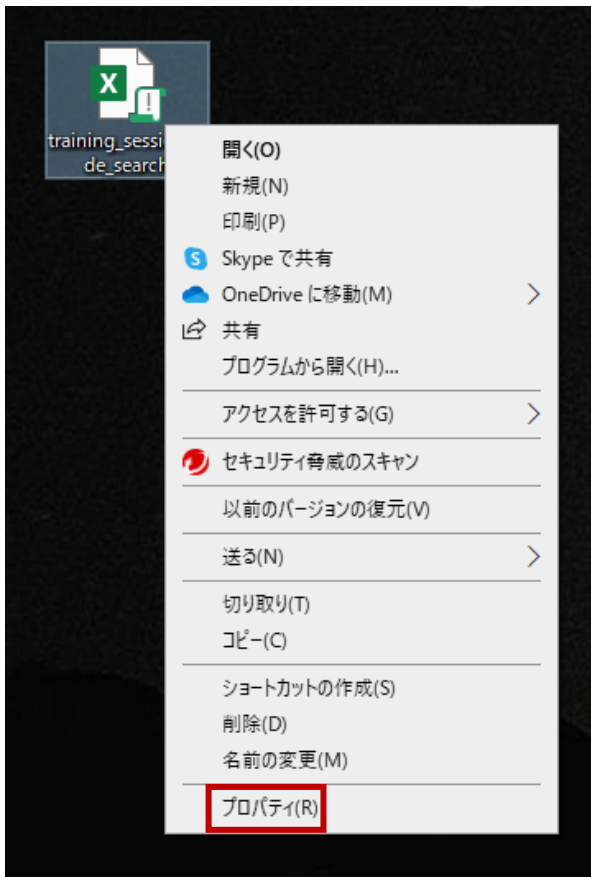 training_sessi
de_search
開く(O)
新規(N)
印刷(P)
Skype で共有
OneDrive に移動(M)
共有
プログラムから開く(H)...
アクセスを許可する(G)
セキュリティ脅威のスキャン
以前のバージョンの復元(V)
送る(N)
切り取り(T)
コピー(C)
ショートカットの作成(S)
削除(D)
名前の変更(M)
プロパティ(R)